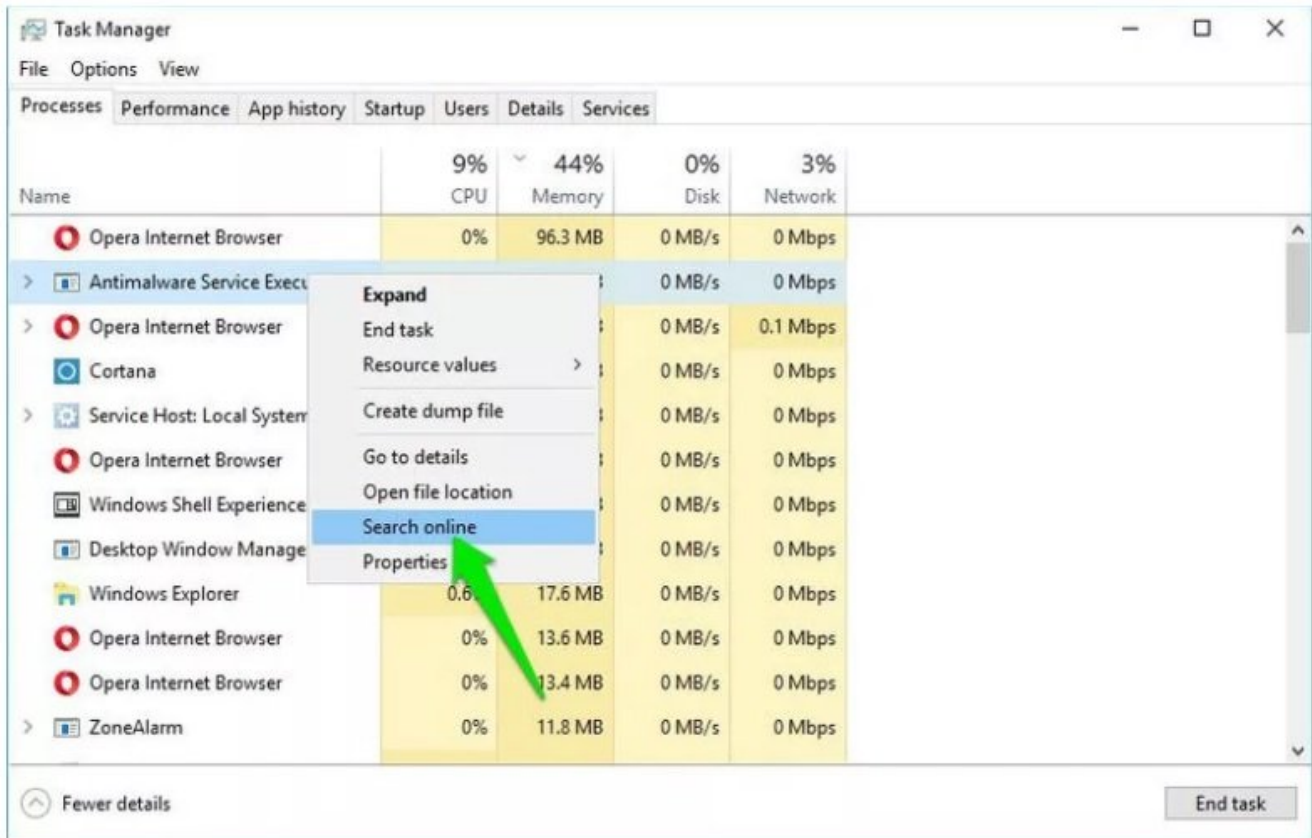 Task Manager
File Options View
Processes Performance App history Startup Users Details Services
9% 44% 0% 3%
Name CPU Memory Disk Network
Opera Internet Browser 0% 96.3 MB 0 MB/s 0 Mbps
Antimalware Service Execu 0 MB/s 0 Mbps
Expand
Opera Internet Browser 0 MB/s 0.1 Mbps
End task
Cortana 0 MB/s 0 Mbps
Resource values
Service Host: Local System 0 MB/s 0 Mbps
Create dump file
Opera Internet Browser 0 MB/s 0 Mbps
Go to details
Windows Shell Experience 0 MB/s 0 Mbps
Open file location
Search online
Desktop Window Manage 0 MB/s 0 Mbps
Properties
Windows Explorer 17.6 MB 0 MB/s 0 Mbps
Opera Internet Browser 0% 13.6 MB 0 MB/s 0 Mbps
Opera Internet Browser 0% 13.4 MB 0 MB/s 0 Mbps
ZoneAlarm 0% 11.8 MB 0 MB/s 0 Mbps
Fewer details End task